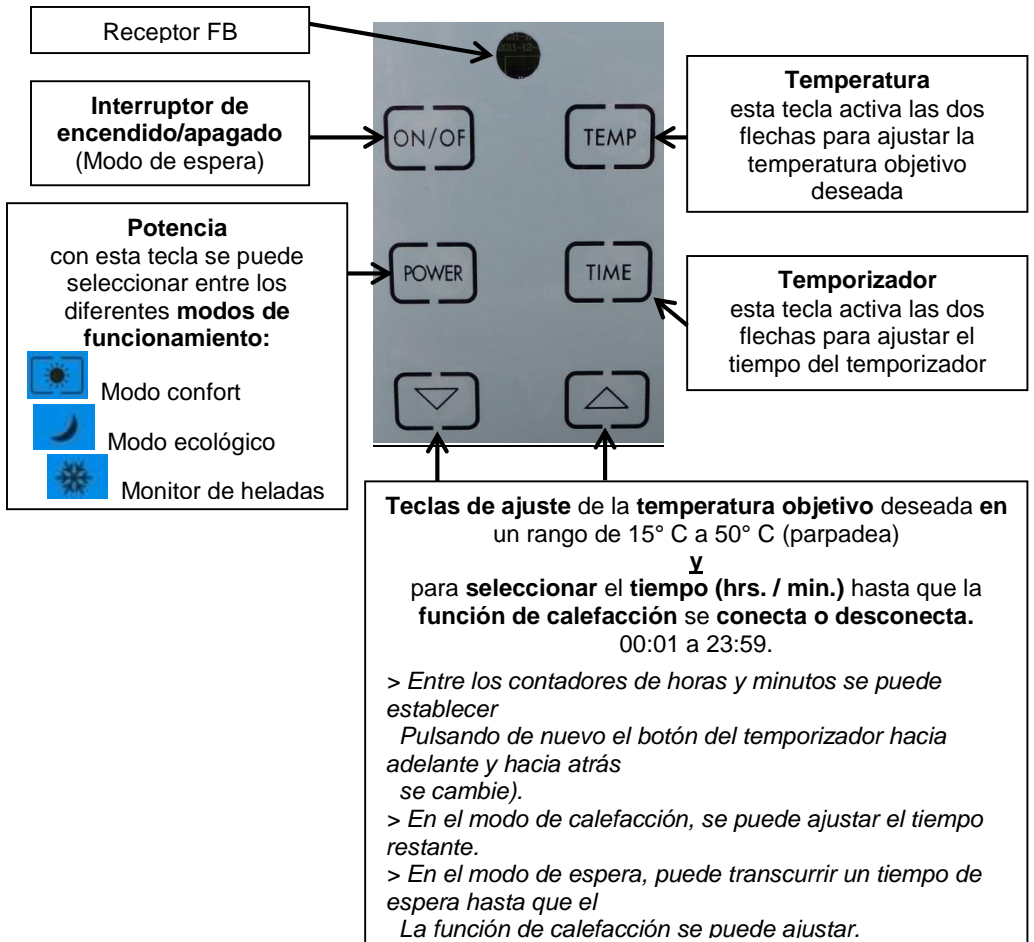 Receptor FB
Interruptor de
encendido/apagado
(Modo de espera)
Potencia
con esta tecla se puede
seleccionar entre los
diferentes modos de
funcionamiento:
Modo confort
Modo ecológico
Monitor de heladas
ON/OF
TEMP
POWER
TIME
Temperatura
esta tecla activa las dos
flechas para ajustar la
temperatura objetivo
deseada
Temporizador
esta tecla activa las dos
flechas para ajustar el
tiempo del temporizador
Teclas de ajuste de la temperatura objetivo deseada en
un rango de 15° C a 50° C (parpadea)
y
para seleccionar el tiempo (hrs. / min.) hasta que la
función de calefacción se conecta o desconecta.
00:01 a 23:59.
> Entre los contadores de horas y minutos se puede
establecer
Pulsando de nuevo el botón del temporizador hacia
adelante y hacia atrás
se cambie).
> En el modo de calefacción, se puede ajustar el tiempo
restante.
> En el modo de espera, puede transcurrir un tiempo de
espera hasta que el
La función de calefacción se puede ajustar.